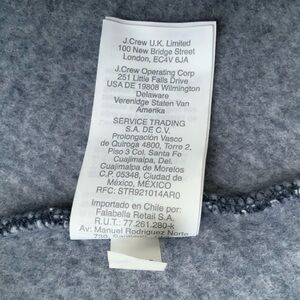 J.Crew U.K. Limited
100 New Bridge Street
London, EC4V 6JA
J.Crew Operating Corp
251 Little Falls Drive
USA DE 19808 Wilmington
Delaware
Verenidge Staten Van
Amerika
SERVICE TRADING
S.A. DE C.V.
Prolongación Vasco
de Quiroga 4800, Torre 2,
Piso 3 Col. Santa Fe
Cuajimalpa, Del.
Cuajimalpa de Morelos
C.P. 05348, Ciudad de
México, MÉXICO
RFC: STR921014AR0
Importado en Chile por:
Falabella Retail S.A.
R.U.T.: 77.261.280-k
Av: Manuel Rodriguez Norte